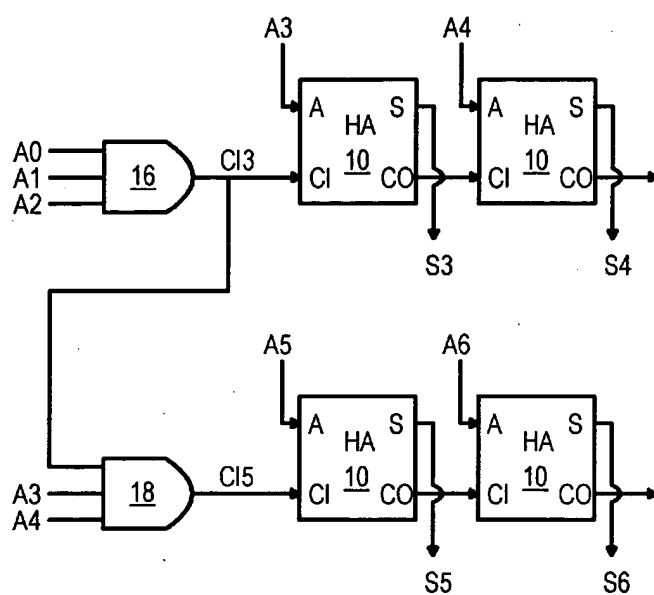 A3 A4
A S A S
HA HA
A0
A1 16 CI3 10 10
A2 CI CO CI CO
S3 S4
A5 A6
A S A S
HA HA
18 CI5 10 10
A3 CI CO CI CO
A4
S5 S6